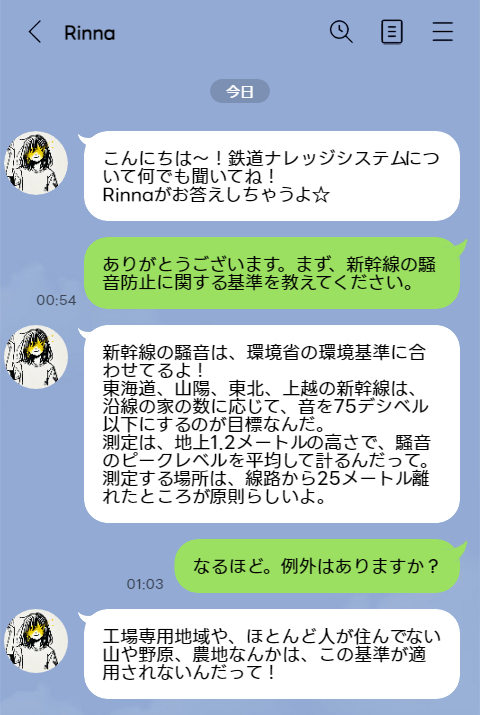 Rinna
今日
こんにちは～！鉄道ナレッジシステムにつ
いて何でも聞いてね！
Rinnaがお答えしちゃうよ☆
ありがとうございます。まず、新幹線の騒
音防止に関する基準を教えてください。
00:54
新幹線の騒音は、環境省の環境基準に合
わせてるよ！
東海道、山陽、東北、上越の新幹線は、
沿線の家の数に応じて、音を75デシベル
以下にするのが目標なんだ。
測定は、地上1.2メートルの高さで、騒音
のピークレベルを平均して計るんだって。
測定する場所は、線路から25メートル離
れたところが原則らしいよ。
なるほど。例外はありますか？
01:03
工場専用地域や、ほとんど人が住んでない
山や野原、農地なんかは、この基準が適
用されないんだって！